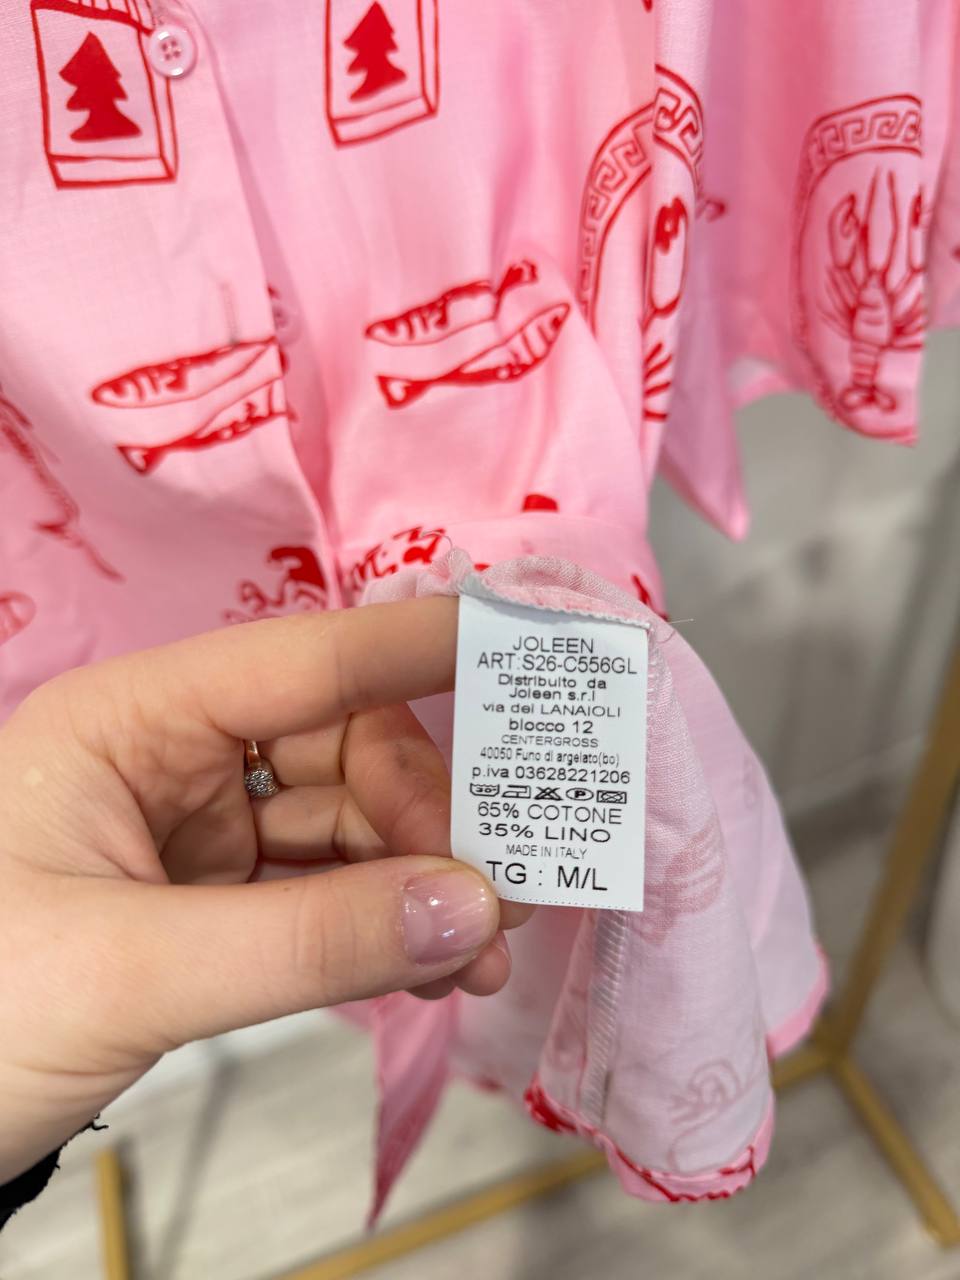 JOLEEN
ART:S26-C556GL
Distribuito da
Joleen s.r.l
via dei LANAIOLI
blocco 12
CENTERGROSS
40050 Funo di argelato(bo)
p.iva 03628221206
65% COTONE
35% LINO
MADE IN ITALY
TG : M/L